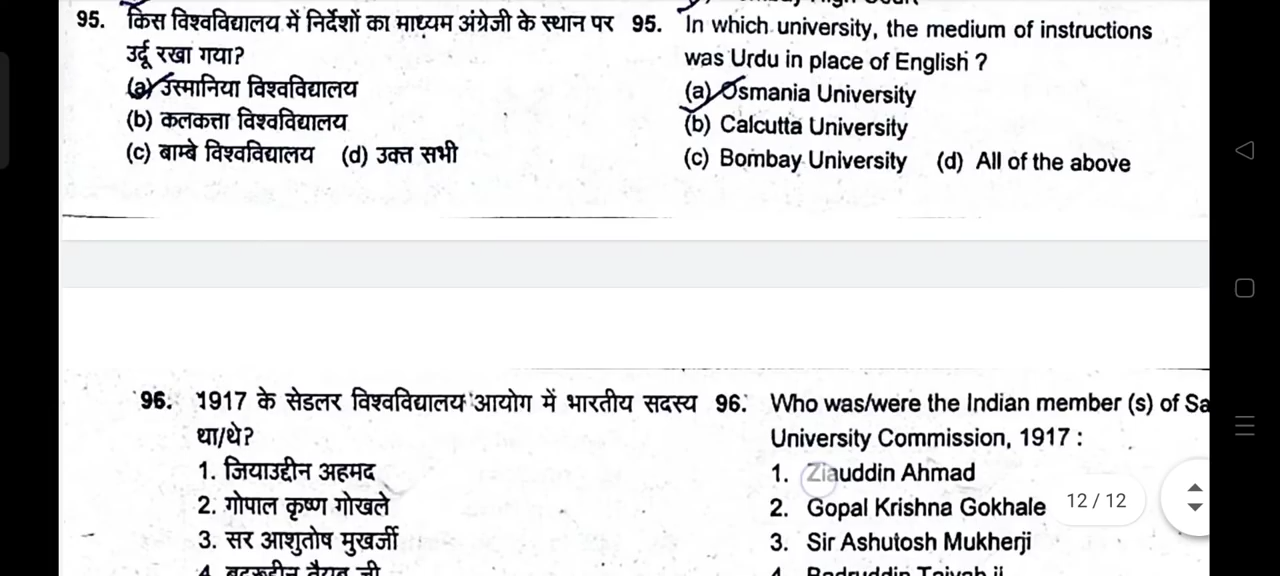 95. किस विश्वविद्यालय में निर्देशों का माध्यम अंग्रेजी के स्थान पर
उर्दू रखा गया?
(a) उस्मानिया विश्वविद्यालय
(b) कलकत्ता विश्वविद्यालय
(c) बाम्बे विश्वविद्यालय (d) उक्त सभी
95. In which university, the medium of instructions
was Urdu in place of English ?
(a) Osmania University
(b) Calcutta University
(c) Bombay University (d) All of the above
96. 1917 के सेडलर विश्वविद्यालय आयोग में भारतीय सदस्य
था/थे?
1. जियाउद्दीन अहमद
2. गोपाल कृष्ण गोखले
3. सर आशुतोष मुखर्जी
96. Who was/were the Indian member (s) of Sa
University Commission, 1917 :
1. Ziauddin Ahmad
2. Gopal Krishna Gokhale
3. Sir Ashutosh Mukherji
12 / 12